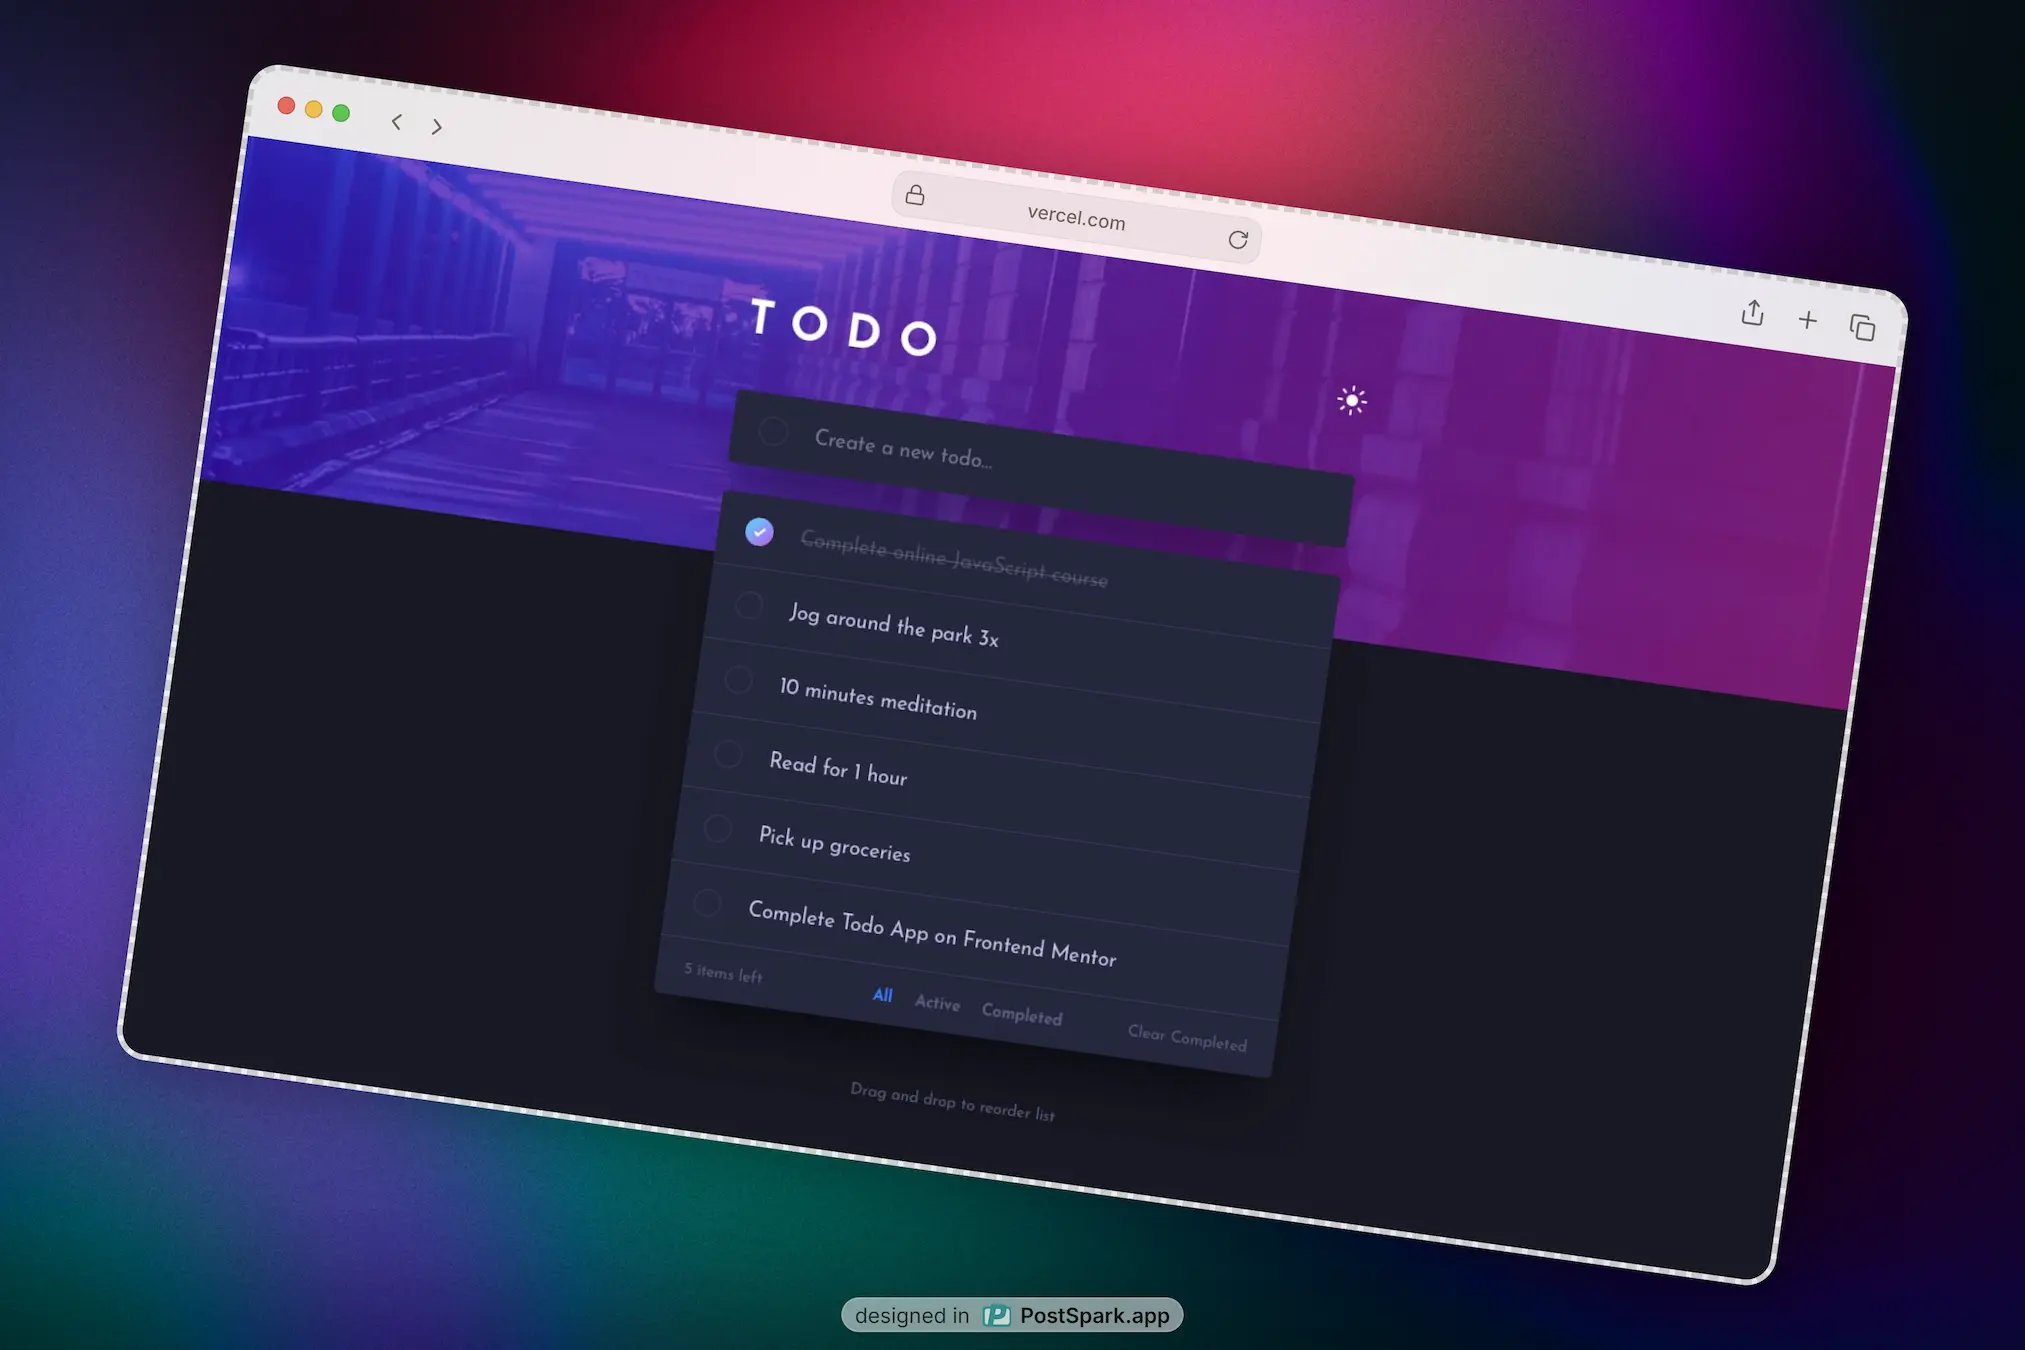 vercel.com
TODO
Create a new todo...
Complete online JavaScript course
Jog around the park 3x
10 minutes meditation
Read for 1 hour
Pick up groceries
Complete Todo App on Frontend Mentor
5 items left
All Active Completed
Clear Completed
Drag and drop to reorder list
designed in PostSpark.app